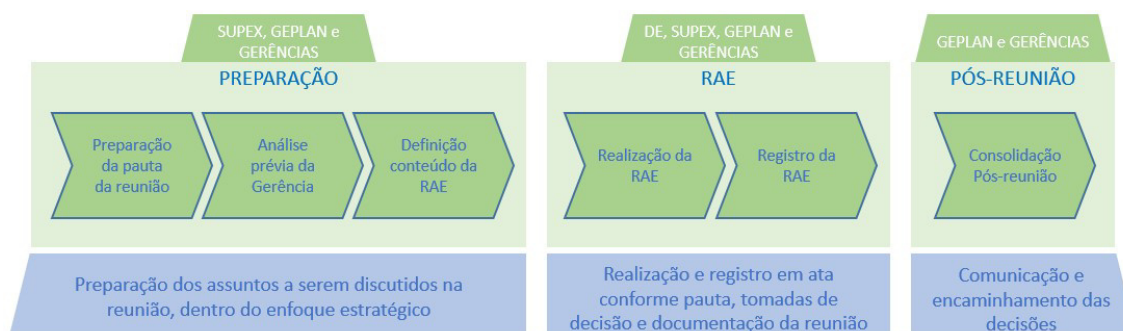 SUPEX, GEPLAN e
GERÊNCIAS
PREPARAÇÃO
Preparação
da pauta
da reunião
Análise
prévia da
Gerência
Definição
conteúdo da
RAE
Preparação dos assuntos a serem discutidos na
reunião, dentro do enfoque estratégico
DE, SUPEX, GEPLAN e
GERÊNCIAS
RAE
Realização da
RAE
Registro da
RAE
Realização e registro em ata
conforme pauta, tomadas de
decisão e documentação da reunião
GEPLAN e GERÊNCIAS
PÓS-REUNIÃO
Consolidação
Pós-reunião
Comunicação e
encaminhamento das
decisões